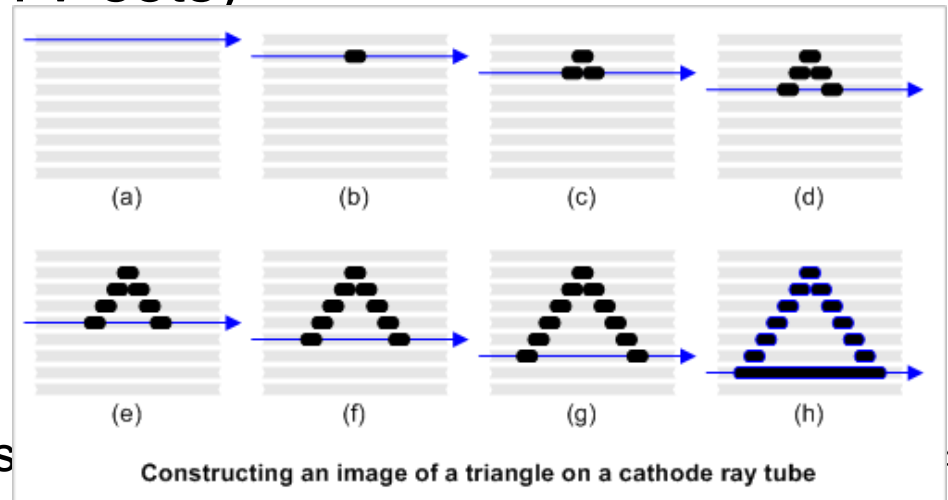 (a) (b) (c) (d)
(e) (f) (g) (h)
Constructing an image of a triangle on a cathode ray tube